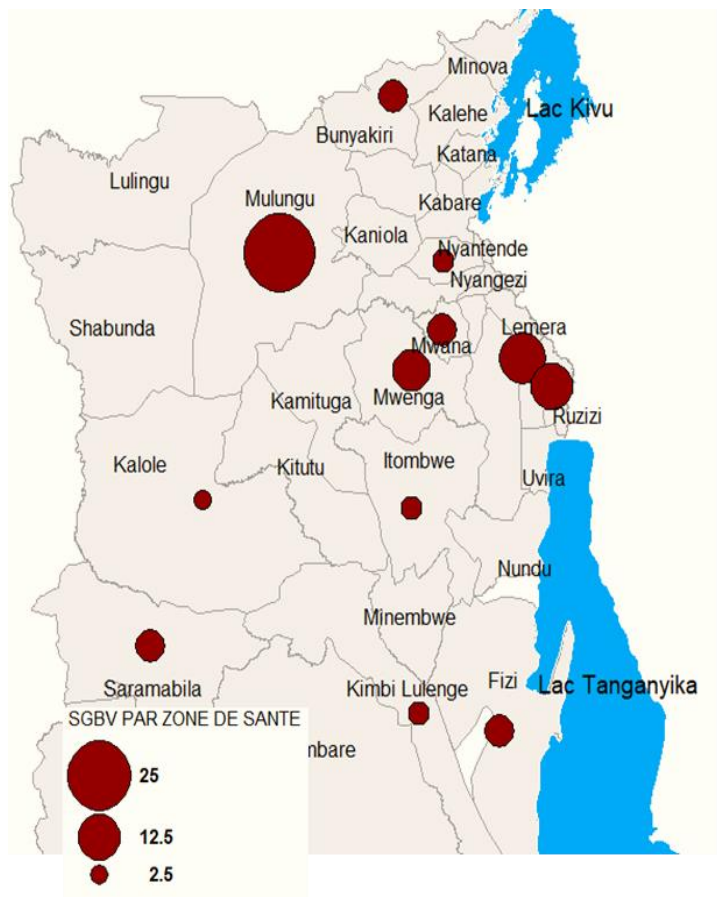 Minova
Lac Kivu
Kalehe
Bunyakiri
Katana
Lulingu
Mulungu
Kabare
Kaniola
Nyantende
Nyangezi
Shabunda
Lemera
Mwana
Mwenga
Kamituga
Ruzizi
Kalole
Kitutu
Itombwe
Uvira
Nundu
Minembwe
Saramabila
Kimbi Lulenge
Fizi
Lac Tanganyika
SGBV PAR ZONE DE SANTE
mbare
25
12.5
2.5